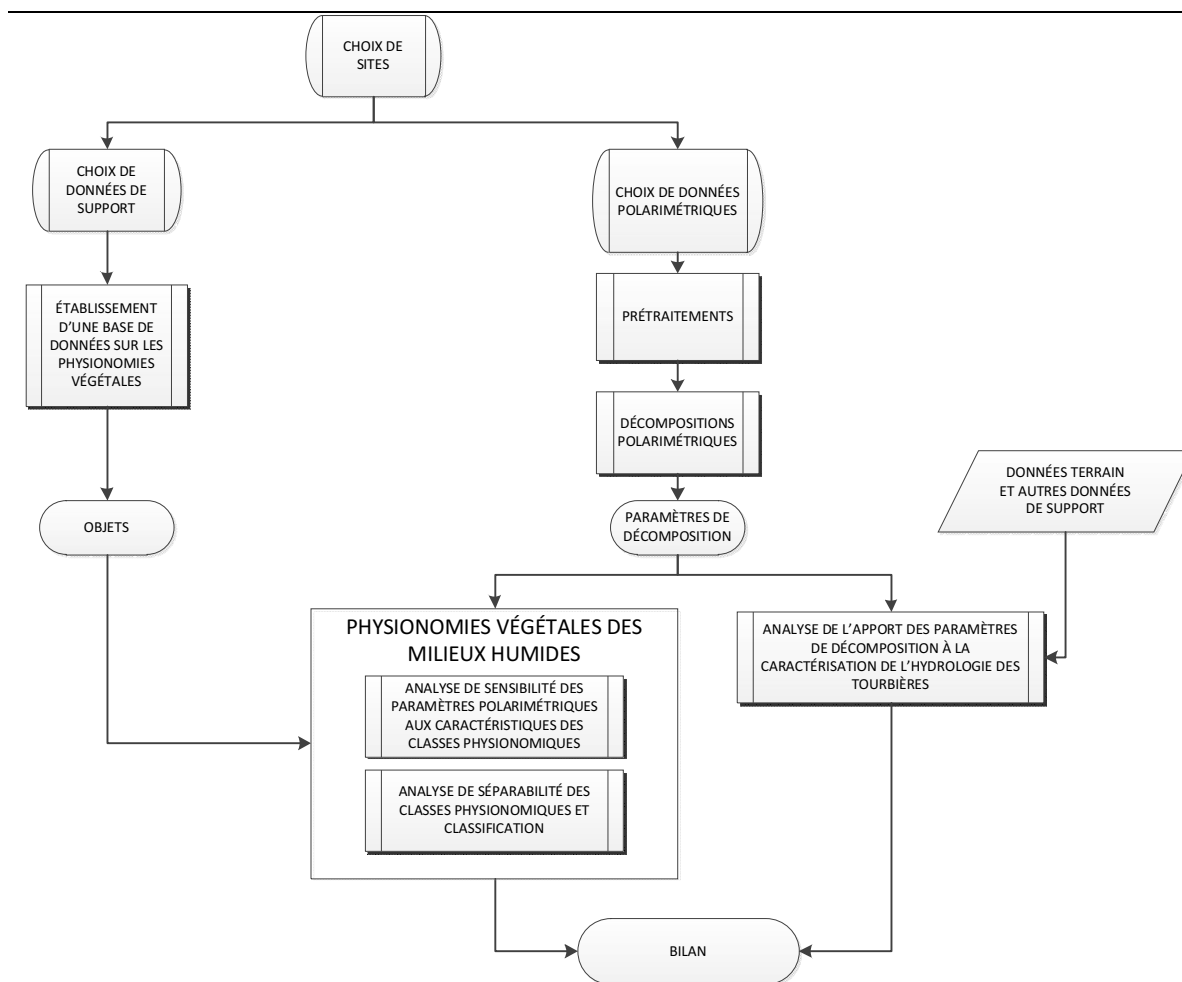 CHOIX DE
SITES
CHOIX DE
DONNÉES DE
SUPPORT
CHOIX DE DONNÉES
POLARIMÉTRIQUES
ÉTABLISSEMENT
D'UNE BASE DE
DONNÉES SUR LES
PHYSIONOMIES
VÉGÉTALES
PRÉTRAITEMENTS
DÉCOMPOSITIONS
POLARIMÉTRIQUES
DONNÉES TERRAIN
ET AUTRES DONNÉES
DE SUPPORT
OBJETS
PARAMÈTRES DE
DÉCOMPOSITION
PHYSIONOMIES VÉGÉTALES DES
MILIEUX HUMIDES
ANALYSE DE SENSIBILITÉ DES
PARAMÈTRES POLARIMÉTRIQUES
AUX CARACTÉRISTIQUES DES
CLASSES PHYSIONOMIQUES
ANALYSE DE SÉPARABILITÉ DES
CLASSES PHYSIONOMIQUES ET
CLASSIFICATION
ANALYSE DE L'APPORT DES PARAMÈTRES
DE DÉCOMPOSITION À LA
CARACTÉRISATION DE L'HYDROLOGIE DES
TOURBIÈRES
BILAN